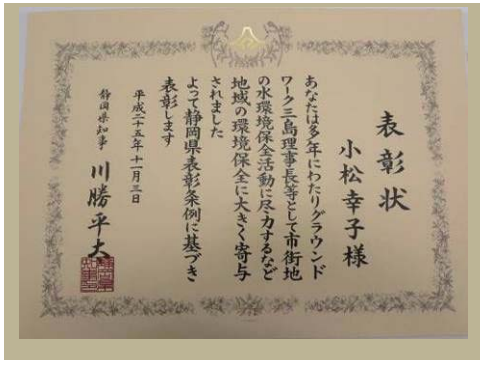 表彰状
小松幸子様
あなたは多年にわたりグラウンド
ワーク三島理事長等として市街地
の水環境保全活動に尽力するなど
地域の環境保全に大きく寄与
されました
よって静岡県表彰条例に基づき
表彰します
平成二十五年十一月三日
静岡県知事 川勝平太